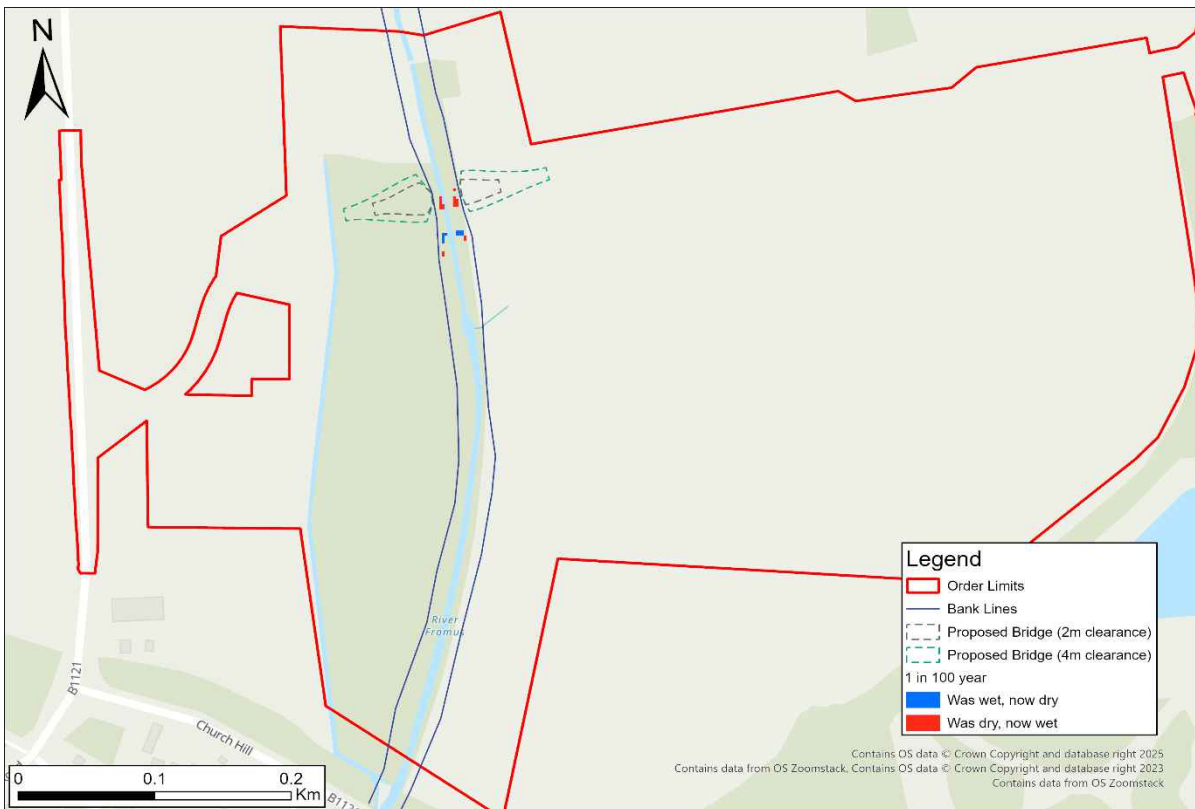 N
River
Fromus
B1121
Church Hill
B1121
0 0.1 0.2
Km
Legend
Order Limits
Bank Lines
Proposed Bridge (2m clearance)
Proposed Bridge (4m clearance)
1 in 100 year
Was wet, now dry
Was dry, now wet
Contains OS data © Crown Copyright and database right 2025
Contains data from OS Zoomstack, Contains OS data © Crown Copyright and database right 2023
Contains data from OS Zoomstack